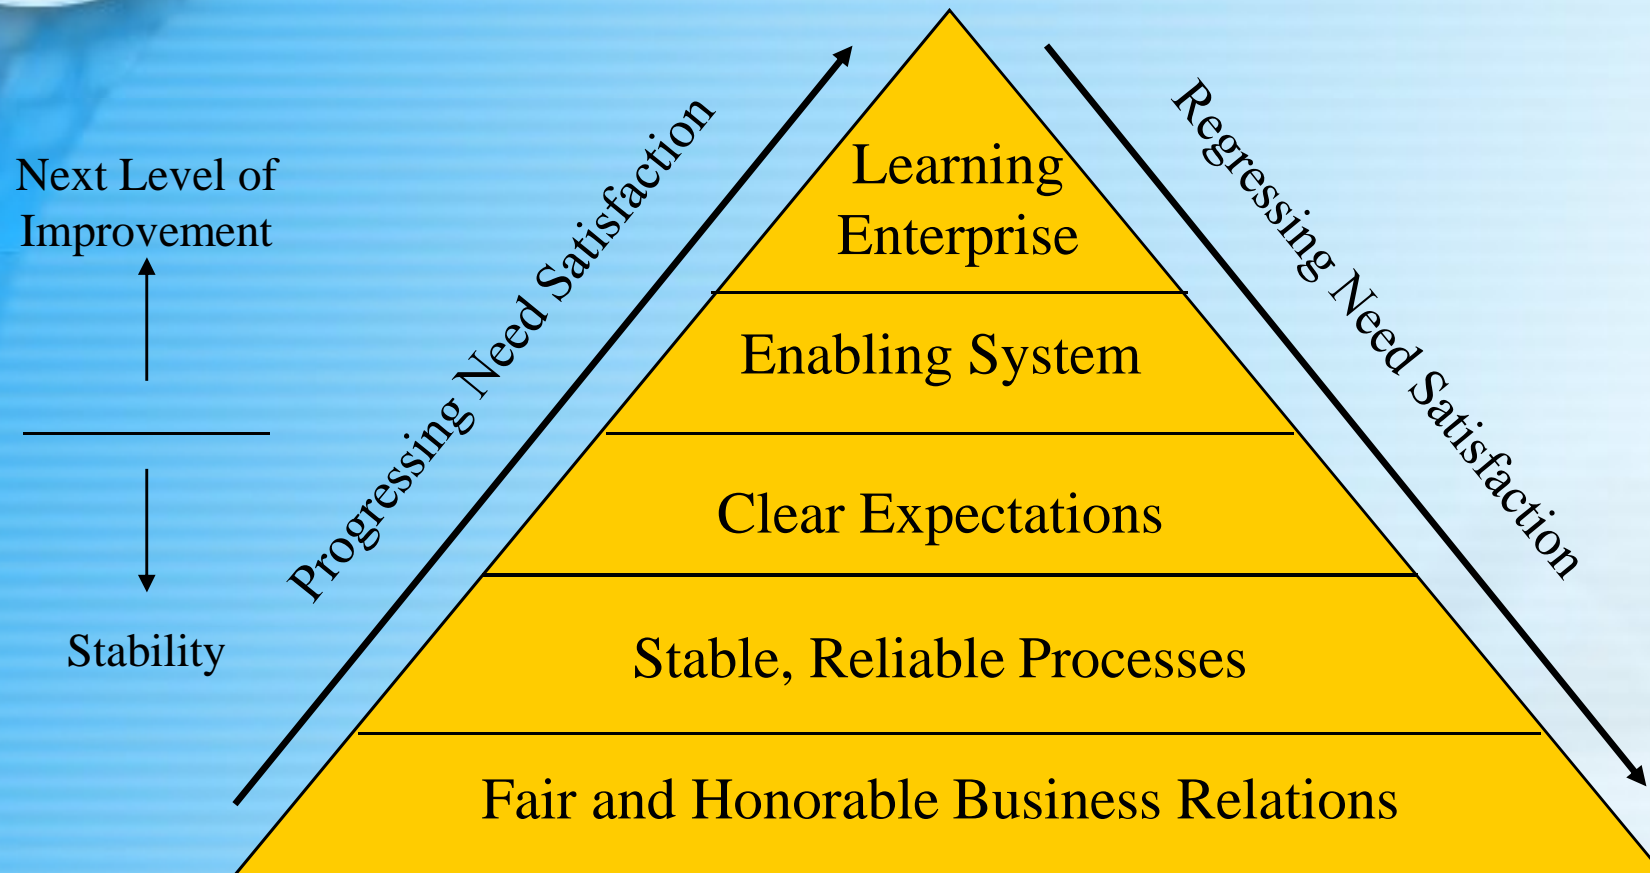 Next Level of
Improvement
Stability
Progressing Need Satisfaction
Learning
Enterprise
Enabling System
Clear Expectations
Stable, Reliable Processes
Fair and Honorable Business Relations
Regressing Need Satisfaction